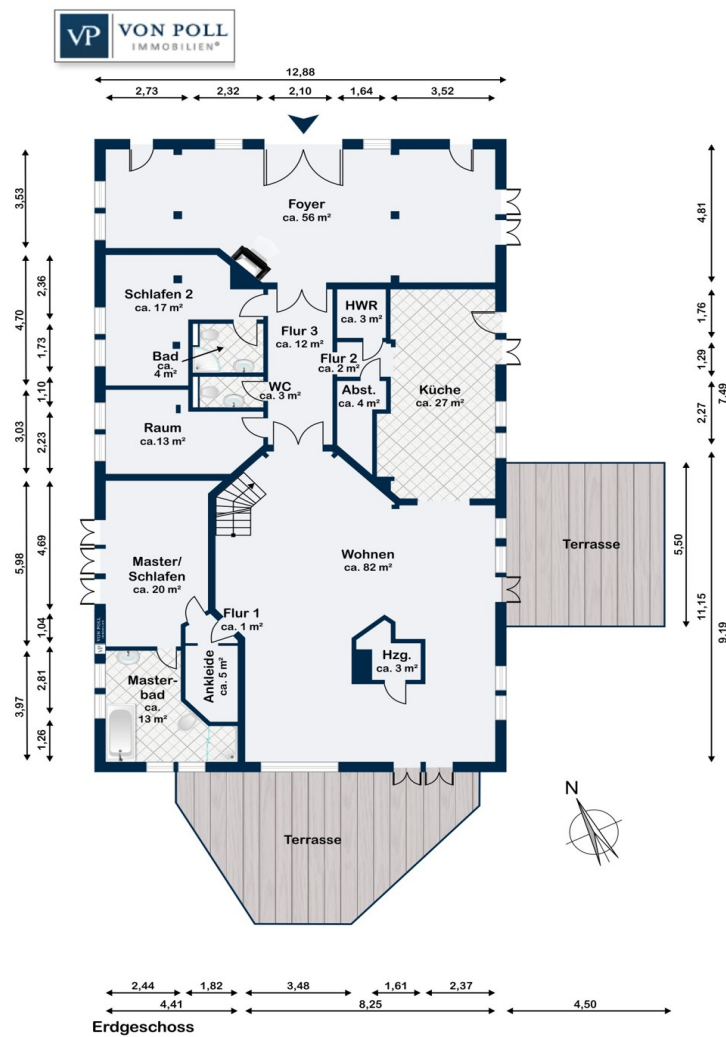 VP VON POLL
IMMOBILIEN®
12,88
2,73 2,32 2,10 1,64 3,52
3,53
4,81
Foyer
ca. 56 m²
4,70
2,36
Schlafen 2
ca. 17 m²
HWR
ca. 3 m²
1,76
Flur 3
ca. 12 m²
1,73
Bad
ca.
4 m²
Flur 2
ca. 2 m²
1,29
7,49
1,10
WC
ca. 3 m²
Abst.
ca. 4 m²
Küche
ca. 27 m²
3,03
2,23
Raum
ca.13 m²
2,27
5,98
4,69
Master/
Schlafen
ca. 20 m²
Wohnen
ca. 82 m²
Terrasse
5,50
11,15
9,19
1,04
Flur 1
ca. 1 m²
VON POLL
VP
Hzg.
ca. 3 m²
3,97
2,81
Master-
bad
ca.
13 m²
Ankleide
ca. 5 m²
1,26
N
Terrasse
2,44 1,82 3,48 1,61 2,37
4,41 8,25 4,50
Erdgeschoss